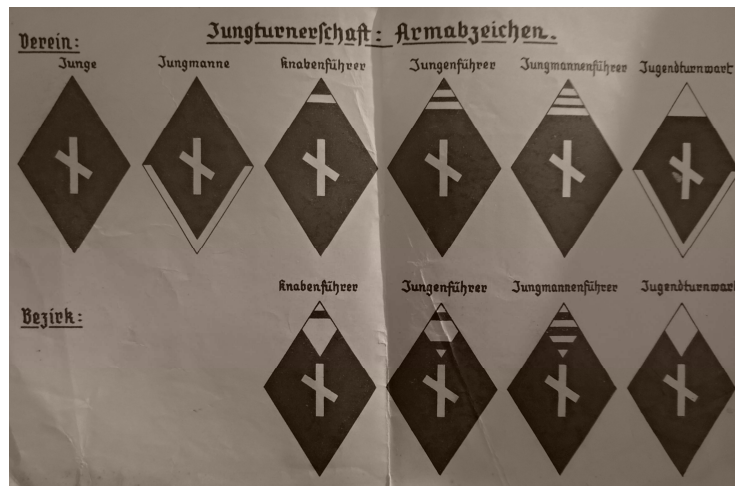 Jungturnerschaft: Armabzeichen.
Verein:
Junge Jungmanne Knabenführer Jungenführer Jungmannenführer Jugendturnwart
Bezirk:
Knabenführer Jungenführer Jungmannenführer Jugendturnwart